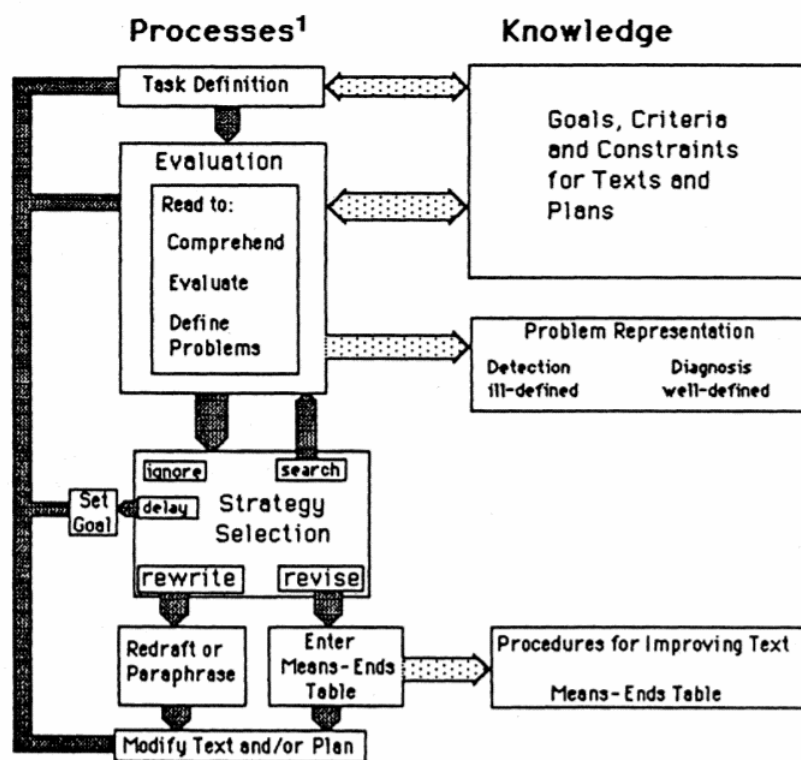 Processes¹
Knowledge
Task Definition
Goals, Criteria
and Constraints
for Texts and
Plans
Evaluation
Read to:
Comprehend
Evaluate
Define
Problems
Problem Representation
Detection
ill-defined
Diagnosis
well-defined
ignore
search
Set
Goal
delay
Strategy
Selection
rewrite
revise
Redraft or
Paraphrase
Enter
Means-Ends
Table
Procedures for Improving Text
Means-Ends Table
Modify Text and/or Plan